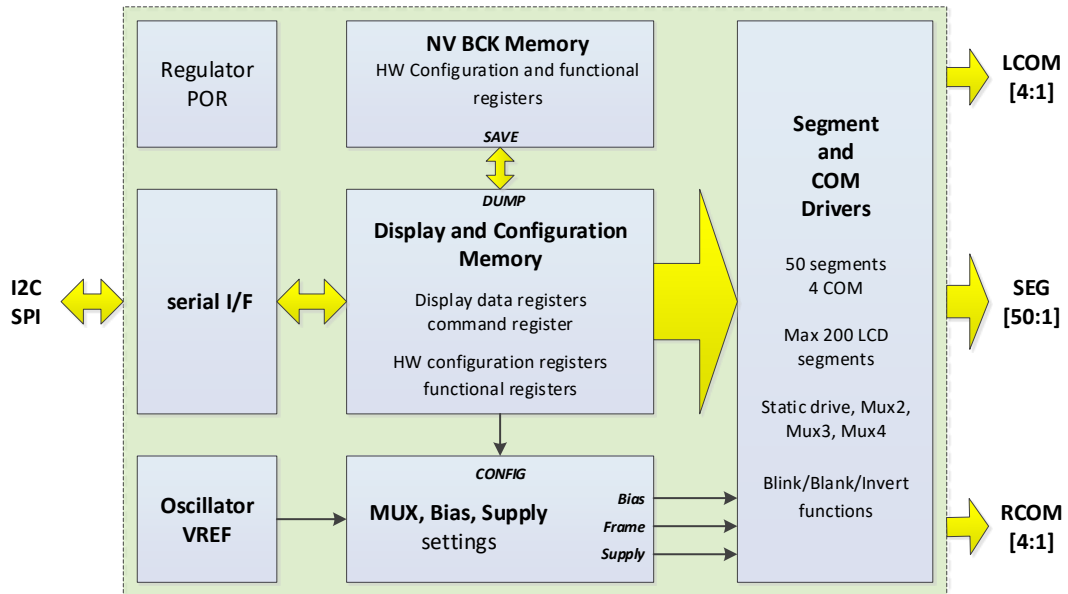 Regulator
POR
NV BCK Memory
HW Configuration and functional
registers
SAVE
DUMP
Display and Configuration
Memory
Display data registers
command register
HW configuration registers
functional registers
I2C
SPI
serial I/F
Oscillator
VREF
CONFIG
MUX, Bias, Supply
settings
Bias
Frame
Supply
Segment
and
COM
Drivers
50 segments
4 COM
Max 200 LCD
segments
Static drive, Mux2,
Mux3, Mux4
Blink/Blank/Invert
functions
LCOM
[4:1]
SEG
[50:1]
RCOM
[4:1]